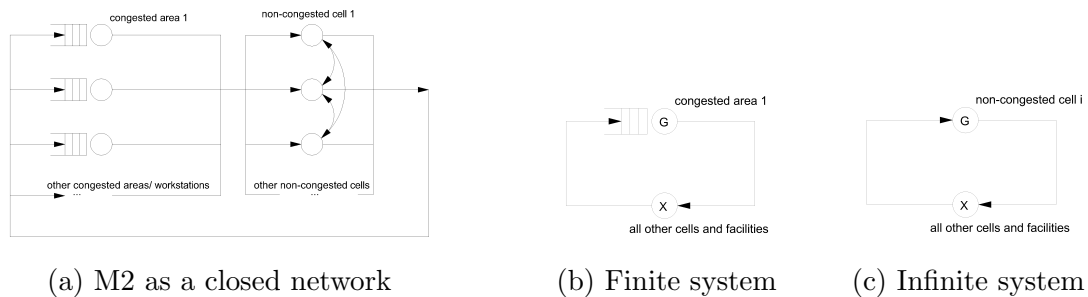 congested area 1
non-congested cell 1
other congested areas/ workstations
...
other non-congested cells
...
congested area 1
G
X
all other cells and facilities
non-congested cell i
G
X
all other cells and facilities
(a) M2 as a closed network
(b) Finite system
(c) Infinite system